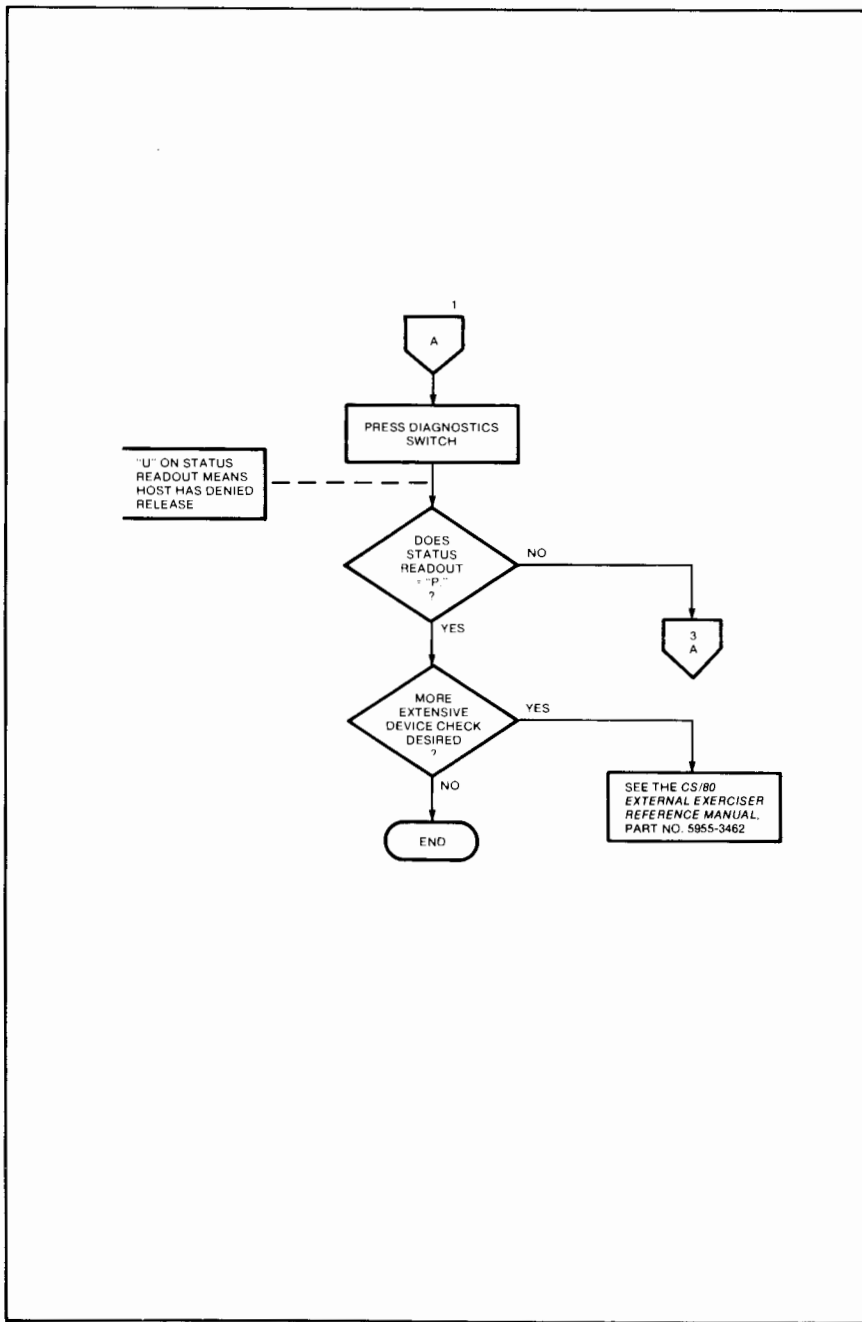 1
A
PRESS DIAGNOSTICS
SWITCH
"U" ON STATUS
READOUT MEANS
HOST HAS DENIED
RELEASE
DOES
STATUS
READOUT
= "P."
?
NO
YES
3
A
MORE
EXTENSIVE
DEVICE CHECK
DESIRED
?
YES
NO
SEE THE CS/80
EXTERNAL EXERCISER
REFERENCE MANUAL,
PART NO. 5955-3462
END